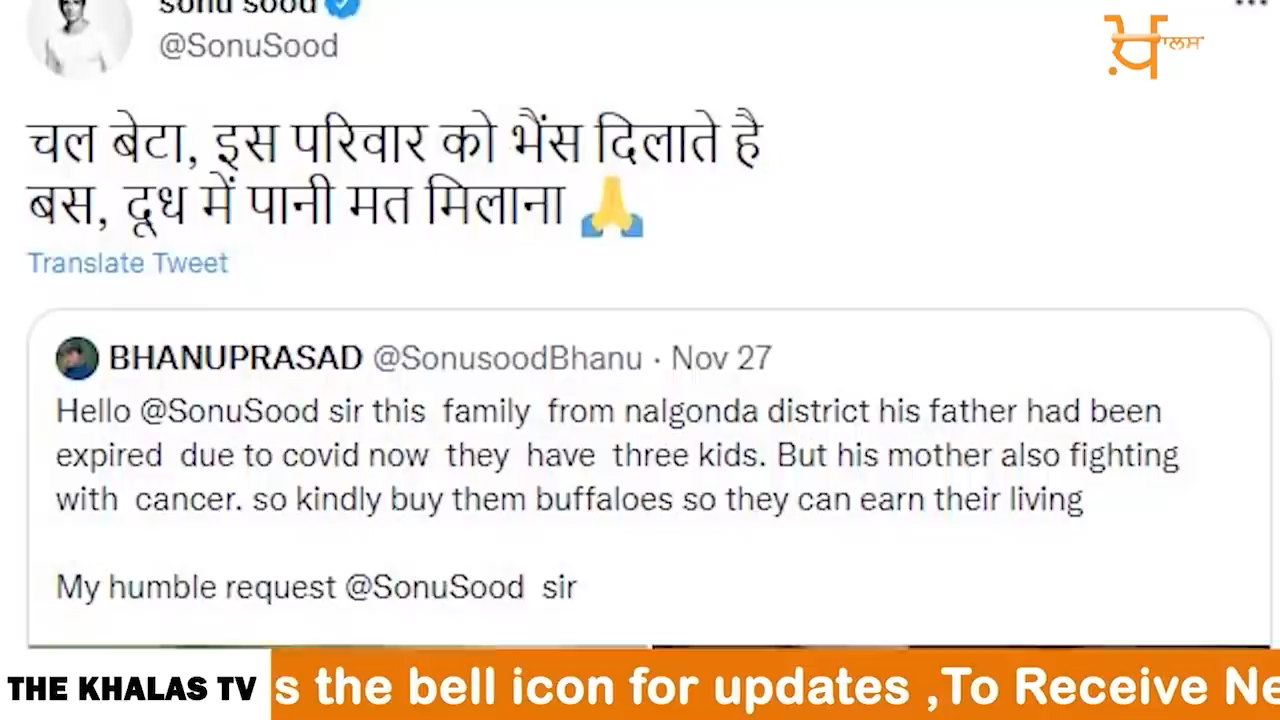 sonu sood
@SonuSood
ਖ਼ਾਲਸ
चल बेटा, इस परिवार को भैंस दिलाते है
बस, दूध में पानी मत मिलाना 🙏
Translate Tweet
BHANUPRASAD @SonusoodBhanu · Nov 27
Hello @SonuSood sir this family from nalgonda district his father had been
expired due to covid now they have three kids. But his mother also fighting
with cancer. so kindly buy them buffaloes so they can earn their living
My humble request @SonuSood sir
THE KHALAS TV s the bell icon for updates ,To Receive Ne